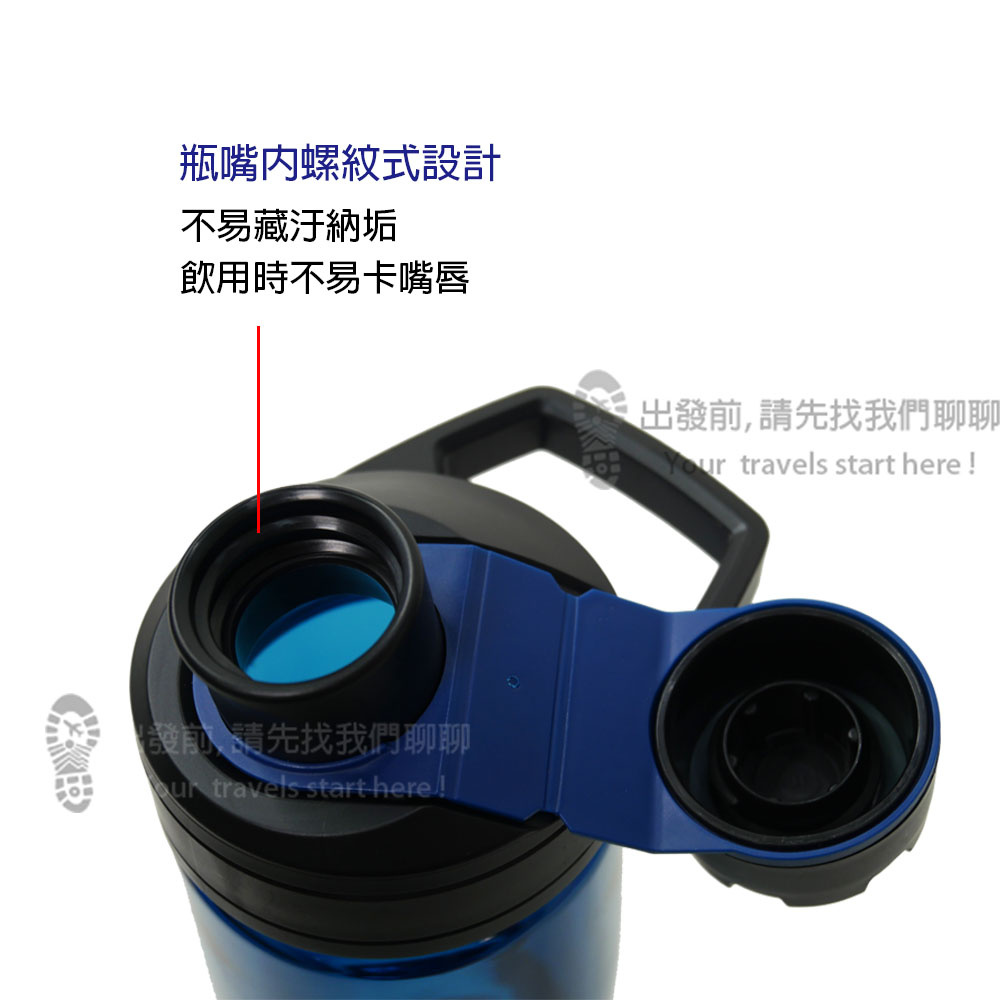 瓶嘴內螺紋式設計
不易藏汙納垢
飲用時不易卡嘴唇
出發前,請先找我們聊聊
Your travels start here !
發前,請先找我們聊聊
Your travels start here !